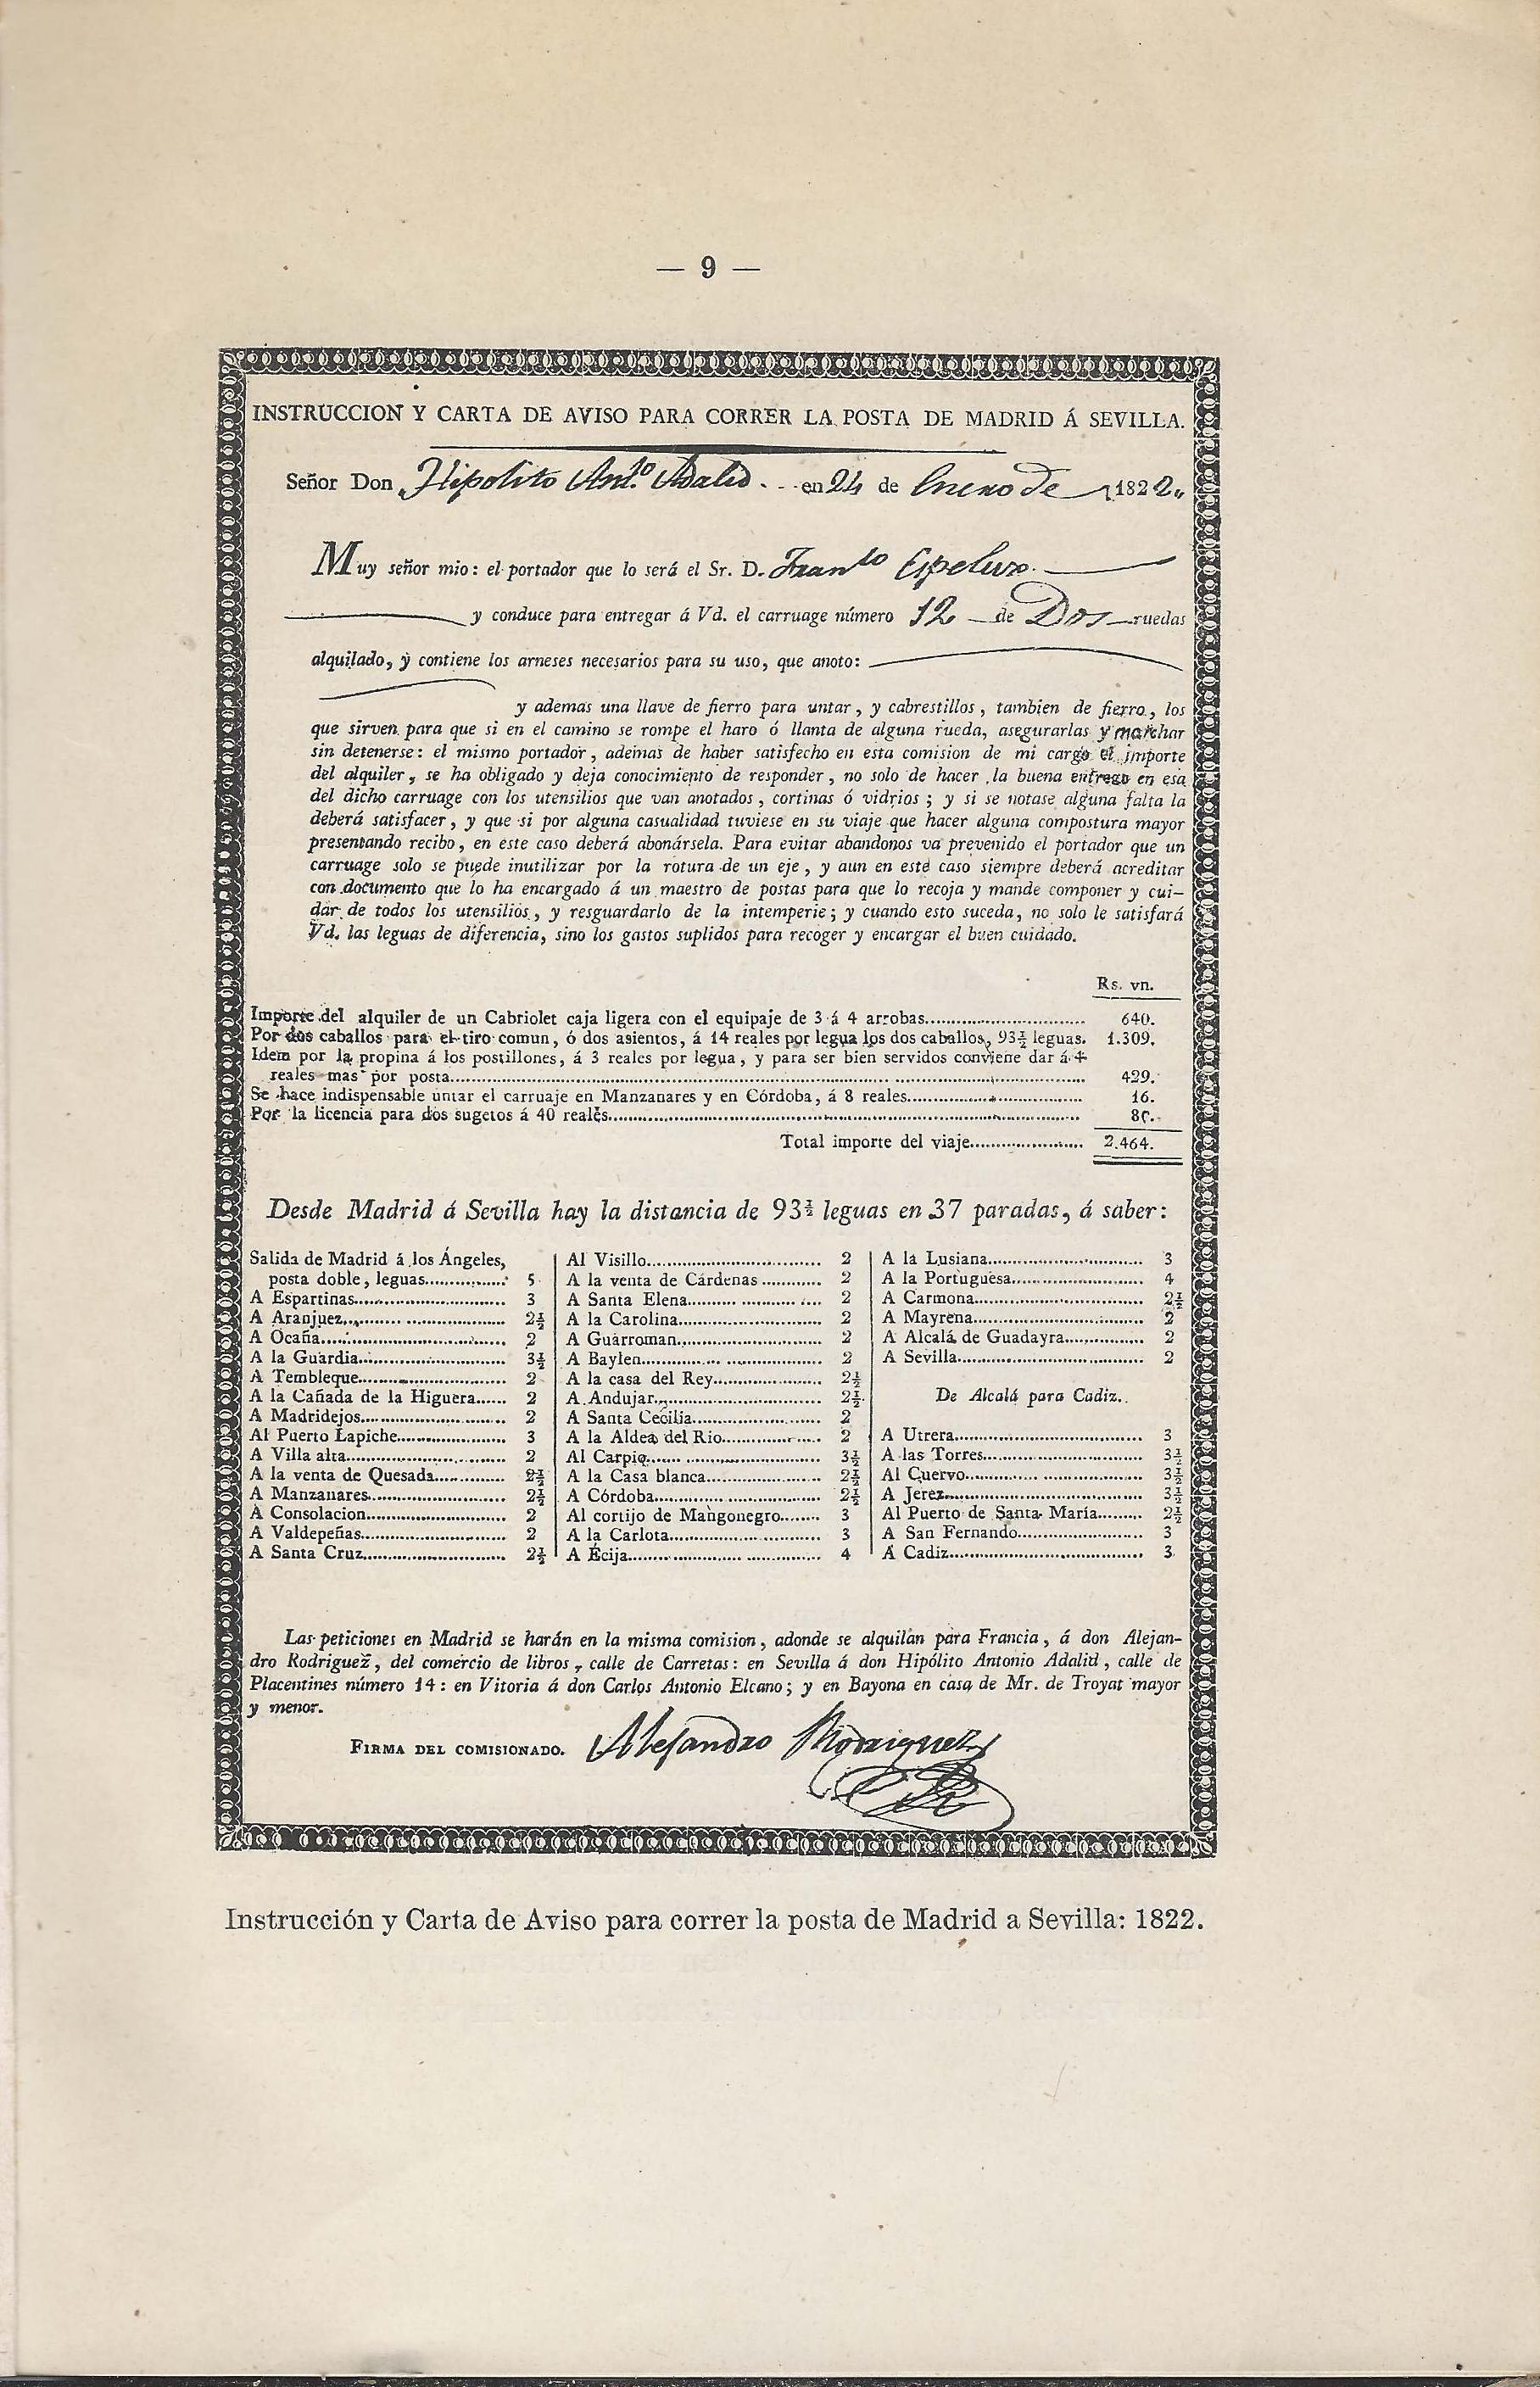 — 9 —
INSTRUCCION Y CARTA DE AVISO PARA CORRER LA POSTA DE MADRID Á SEVILLA.
Señor Don Hipolito Ant.º Adalid. en 24 de Enero de 1822.
Muy señor mio: el portador que lo será el Sr. D.
y conduce para entregar á Vd. el carruage número 12 de Dos ruedas
alquilado, y contiene los arneses necesarios para su uso, que anoto:
y ademas una llave de fierro para untar, y cabrestillos, tambien de fierro, los
que sirven para que si en el camino se rompe el haro ó llanta de alguna rueda, asegurarlas y marchar
sin detenerse: el mismo portador, ademas de haber satisfecho en esta comision de mi cargo el importe
del alquiler, se ha obligado y deja conocimiento de responder, no solo de hacer la buena entrega en esa
del dicho carruage con los utensilios que van anotados, cortinas ó vidrios; y si se notase alguna falta la
deberá satisfacer, y que si por alguna casualidad tuviese en su viaje que hacer alguna compostura mayor
presentando recibo, en este caso deberá abonársela. Para evitar abandonos va prevenido el portador que un
carruage solo se puede inutilizar por la rotura de un eje, y aun en esté caso siempre deberá acreditar
con documento que lo ha encargado á un maestro de postas para que lo recoja y mande componer y cui-
dar de todos los utensilios, y resguardarlo de la intemperie; y cuando esto suceda, no solo le satisfará
Vd. las leguas de diferencia, sino los gastos suplidos para recoger y encargar el buen cuidado.
Rs. vn.
Importe del alquiler de un Cabriolet caja ligera con el equipaje de 3 á 4 arrobas. 640.
Por dos caballos para el tiro comun, ó dos asientos, á 14 reales por legua los dos caballos, 93½ leguas. 1.309.
Idem por la propina á los postillones, á 3 reales por legua, y para ser bien servidos conviene dar á 4
reales mas por posta. 429.
Se hace indispensable untar el carruaje en Manzanares y en Córdoba, á 8 reales. 16.
Por la licencia para dos sugetos á 40 reales. 80.
Total importe del viaje. 2.464.
Desde Madrid á Sevilla hay la distancia de 93½ leguas en 37 paradas, á saber:
Salida de Madrid á los Ángeles,
posta doble, leguas. 5
A Espartinas. 3
A Aranjuez. 2½
A Ocaña. 2
A la Guardia. 3½
A Tembleque. 2
A la Cañada de la Higuera. 2
A Madridejos. 2
Al Puerto Lapiche. 3
A Villa alta. 2
A la venta de Quesada. 2½
A Manzanares. 2½
A Consolacion. 2
A Valdepeñas. 2
A Santa Cruz. 2½
Al Visillo. 2
A la venta de Cárdenas 2
A Santa Elena. 2
A la Carolina. 2
A Guarroman. 2
A Baylen. 2
A la casa del Rey. 2½
A Andujar. 2½
A Santa Cecilia. 2
A la Aldea del Rio. 2
Al Carpio. 3½
A la Casa blanca. 2½
A Córdoba. 2½
Al cortijo de Mangonegro. 3
A la Carlota. 3
A Écija. 4
A la Lusiana. 3
A la Portuguesa. 4
A Carmona. 2½
A Mayrena. 2
A Alcalá de Guadayra. 2
A Sevilla. 2
De Alcalá para Cadiz.
A Utrera. 3
A las Torres. 3½
Al Cuervo. 3½
A Jerez. 3½
Al Puerto de Santa María. 2½
A San Fernando. 3
A Cadiz. 3
Las peticiones en Madrid se harán en la misma comision, adonde se alquilan para Francia, á don Alejan-
dro Rodriguez, del comercio de libros, calle de Carretas: en Sevilla á don Hipólito Antonio Adalid, calle de
Placentines número 14: en Vitoria á don Carlos Antonio Elcano; y en Bayona en casa de Mr. de Troyat mayor
y menor.
FIRMA DEL COMISIONADO. Alejandro Rodriguez
Instrucción y Carta de Aviso para correr la posta de Madrid a Sevilla: 1822.